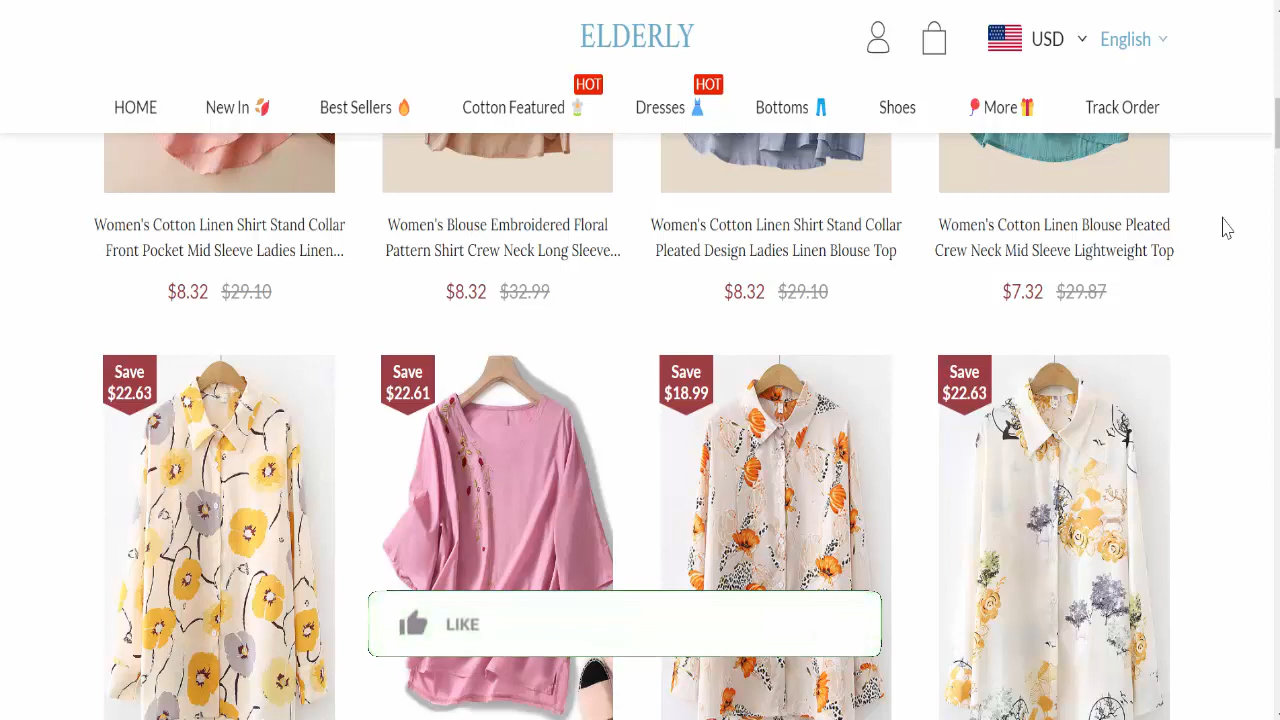 ELDERLY
USD
English
HOT
HOT
HOME
New In
Best Sellers
Cotton Featured
Dresses
Bottoms
Shoes
More
Track Order
Women's Cotton Linen Shirt Stand Collar
Front Pocket Mid Sleeve Ladies Linen...
$8.32 $29.10
Women's Blouse Embroidered Floral
Pattern Shirt Crew Neck Long Sleeve...
$8.32 $32.99
Women's Cotton Linen Shirt Stand Collar
Pleated Design Ladies Linen Blouse Top
$8.32 $29.10
Women's Cotton Linen Blouse Pleated
Crew Neck Mid Sleeve Lightweight Top
$7.32 $29.87
Save
$22.63
Save
$22.61
Save
$18.99
Save
$22.63
LIKE